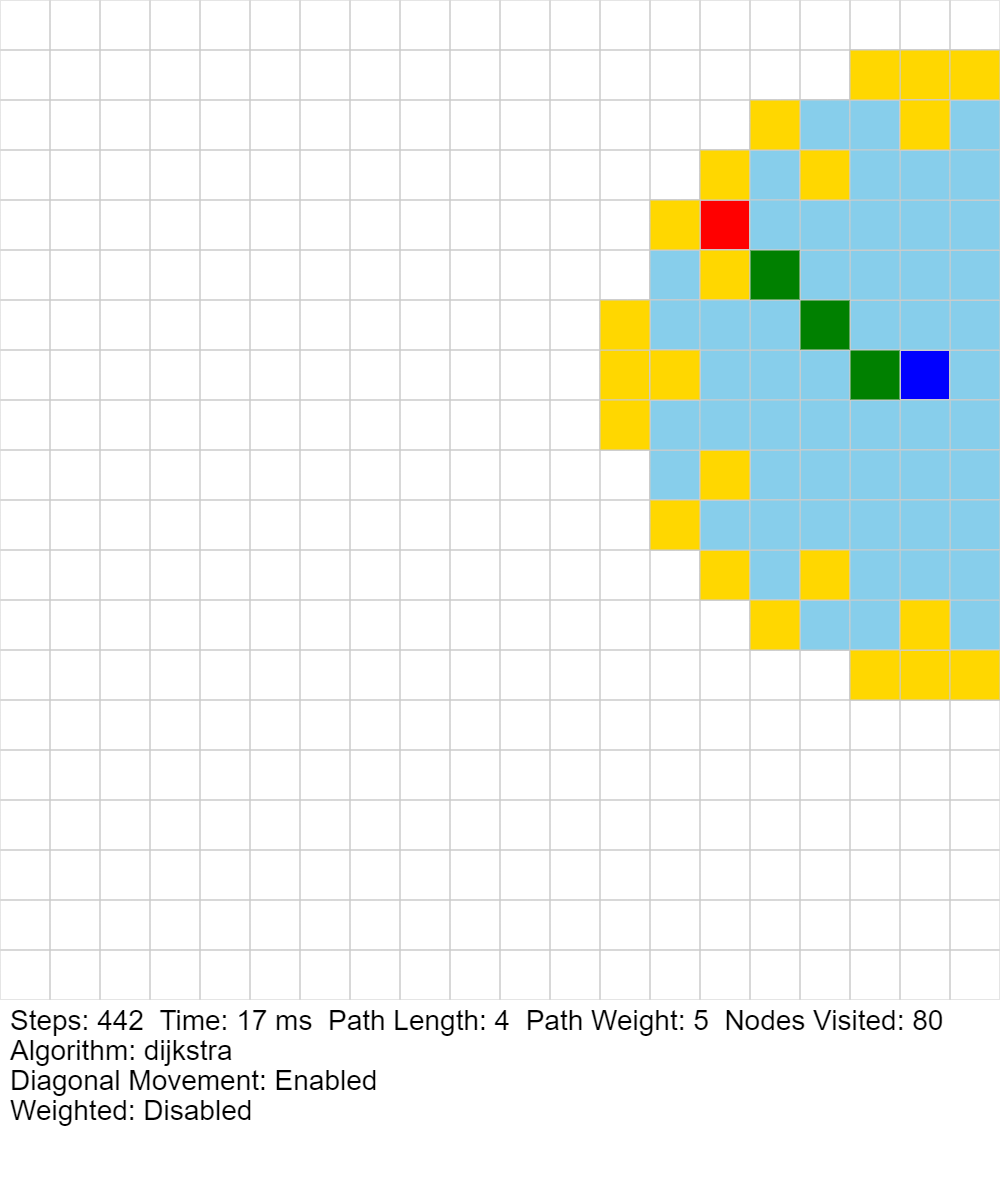 Steps: 442  Time: 17 ms  Path Length: 4  Path Weight: 5  Nodes Visited: 80
Algorithm: dijkstra
Diagonal Movement: Enabled
Weighted: Disabled